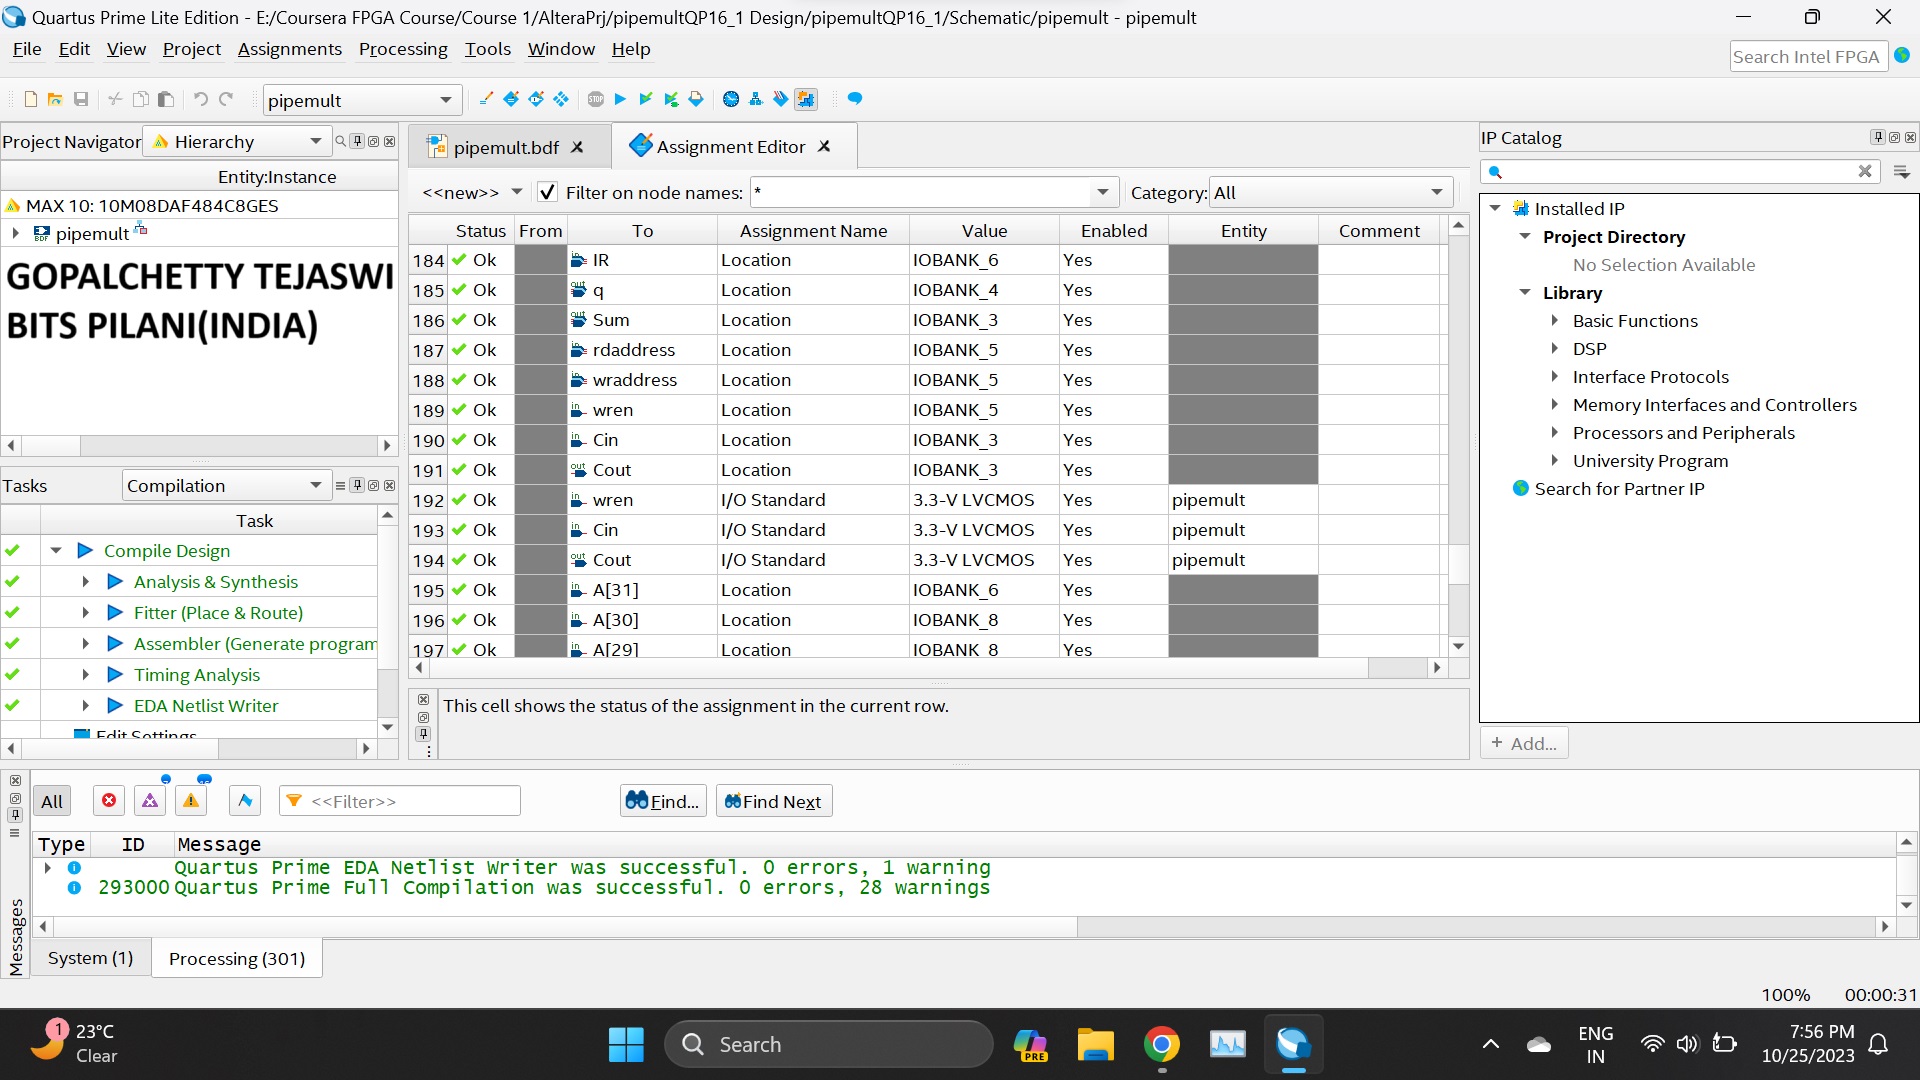 Quartus Prime Lite Edition - E:/Coursera FPGA Course/Course 1/AlteraPrj/pipemultQP16_1 Design/pipemultQP16_1/Schematic/pipemult - pipemult
File Edit View Project Assignments Processing Tools Window Help
Search Intel FPGA
pipemult
Project Navigator Hierarchy
Entity:Instance
MAX 10: 10M08DAF484C8GES
pipemult
GOPALCHETTY TEJASWI
BITS PILANI(INDIA)
Tasks Compilation
Task
Compile Design
Analysis & Synthesis
Fitter (Place & Route)
Assembler (Generate program
Timing Analysis
EDA Netlist Writer
Edit Settings
pipemult.bdf Assignment Editor
<<new>> Filter on node names: * Category: All
Status From To Assignment Name Value Enabled Entity Comment
184 Ok IR Location IOBANK_6 Yes
185 Ok q Location IOBANK_4 Yes
186 Ok Sum Location IOBANK_3 Yes
187 Ok rdaddress Location IOBANK_5 Yes
188 Ok wraddress Location IOBANK_5 Yes
189 Ok wren Location IOBANK_5 Yes
190 Ok Cin Location IOBANK_3 Yes
191 Ok Cout Location IOBANK_3 Yes
192 Ok wren I/O Standard 3.3-V LVCMOS Yes pipemult
193 Ok Cin I/O Standard 3.3-V LVCMOS Yes pipemult
194 Ok Cout I/O Standard 3.3-V LVCMOS Yes pipemult
195 Ok A[31] Location IOBANK_6 Yes
196 Ok A[30] Location IOBANK_8 Yes
197 Ok A[29] Location IOBANK_8 Yes
This cell shows the status of the assignment in the current row.
IP Catalog
Installed IP
Project Directory
No Selection Available
Library
Basic Functions
DSP
Interface Protocols
Memory Interfaces and Controllers
Processors and Peripherals
University Program
Search for Partner IP
+ Add...
All <<Filter>> Find... Find Next
Type ID Message
Quartus Prime EDA Netlist Writer was successful. 0 errors, 1 warning
293000 Quartus Prime Full Compilation was successful. 0 errors, 28 warnings
Messages
System (1) Processing (301)
100% 00:00:31
1 23°C
Clear
Search
PRE
ENG
IN
7:56 PM
10/25/2023